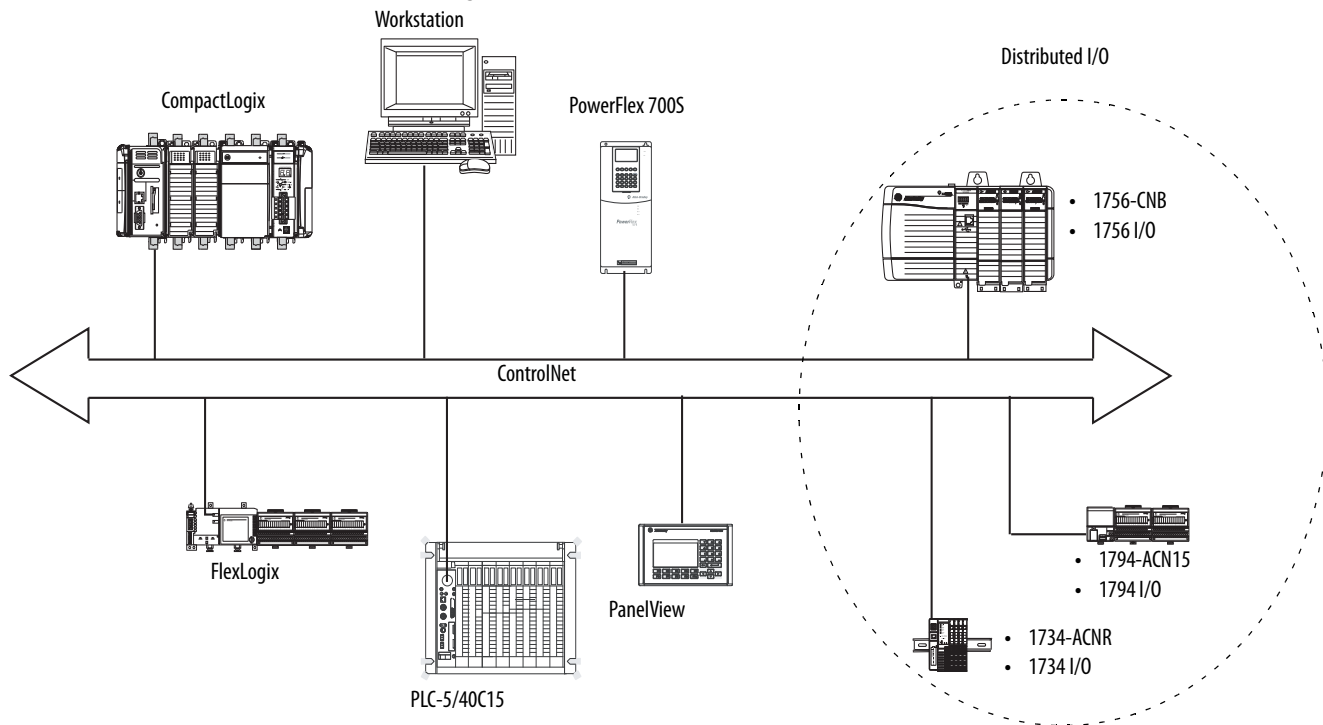 Workstation
Distributed I/O
CompactLogix
PowerFlex 700S
• 1756-CNB
• 1756 I/O
ControlNet
FlexLogix
PLC-5/40C15
PanelView
• 1794-ACN15
• 1794 I/O
• 1734-ACNR
• 1734 I/O